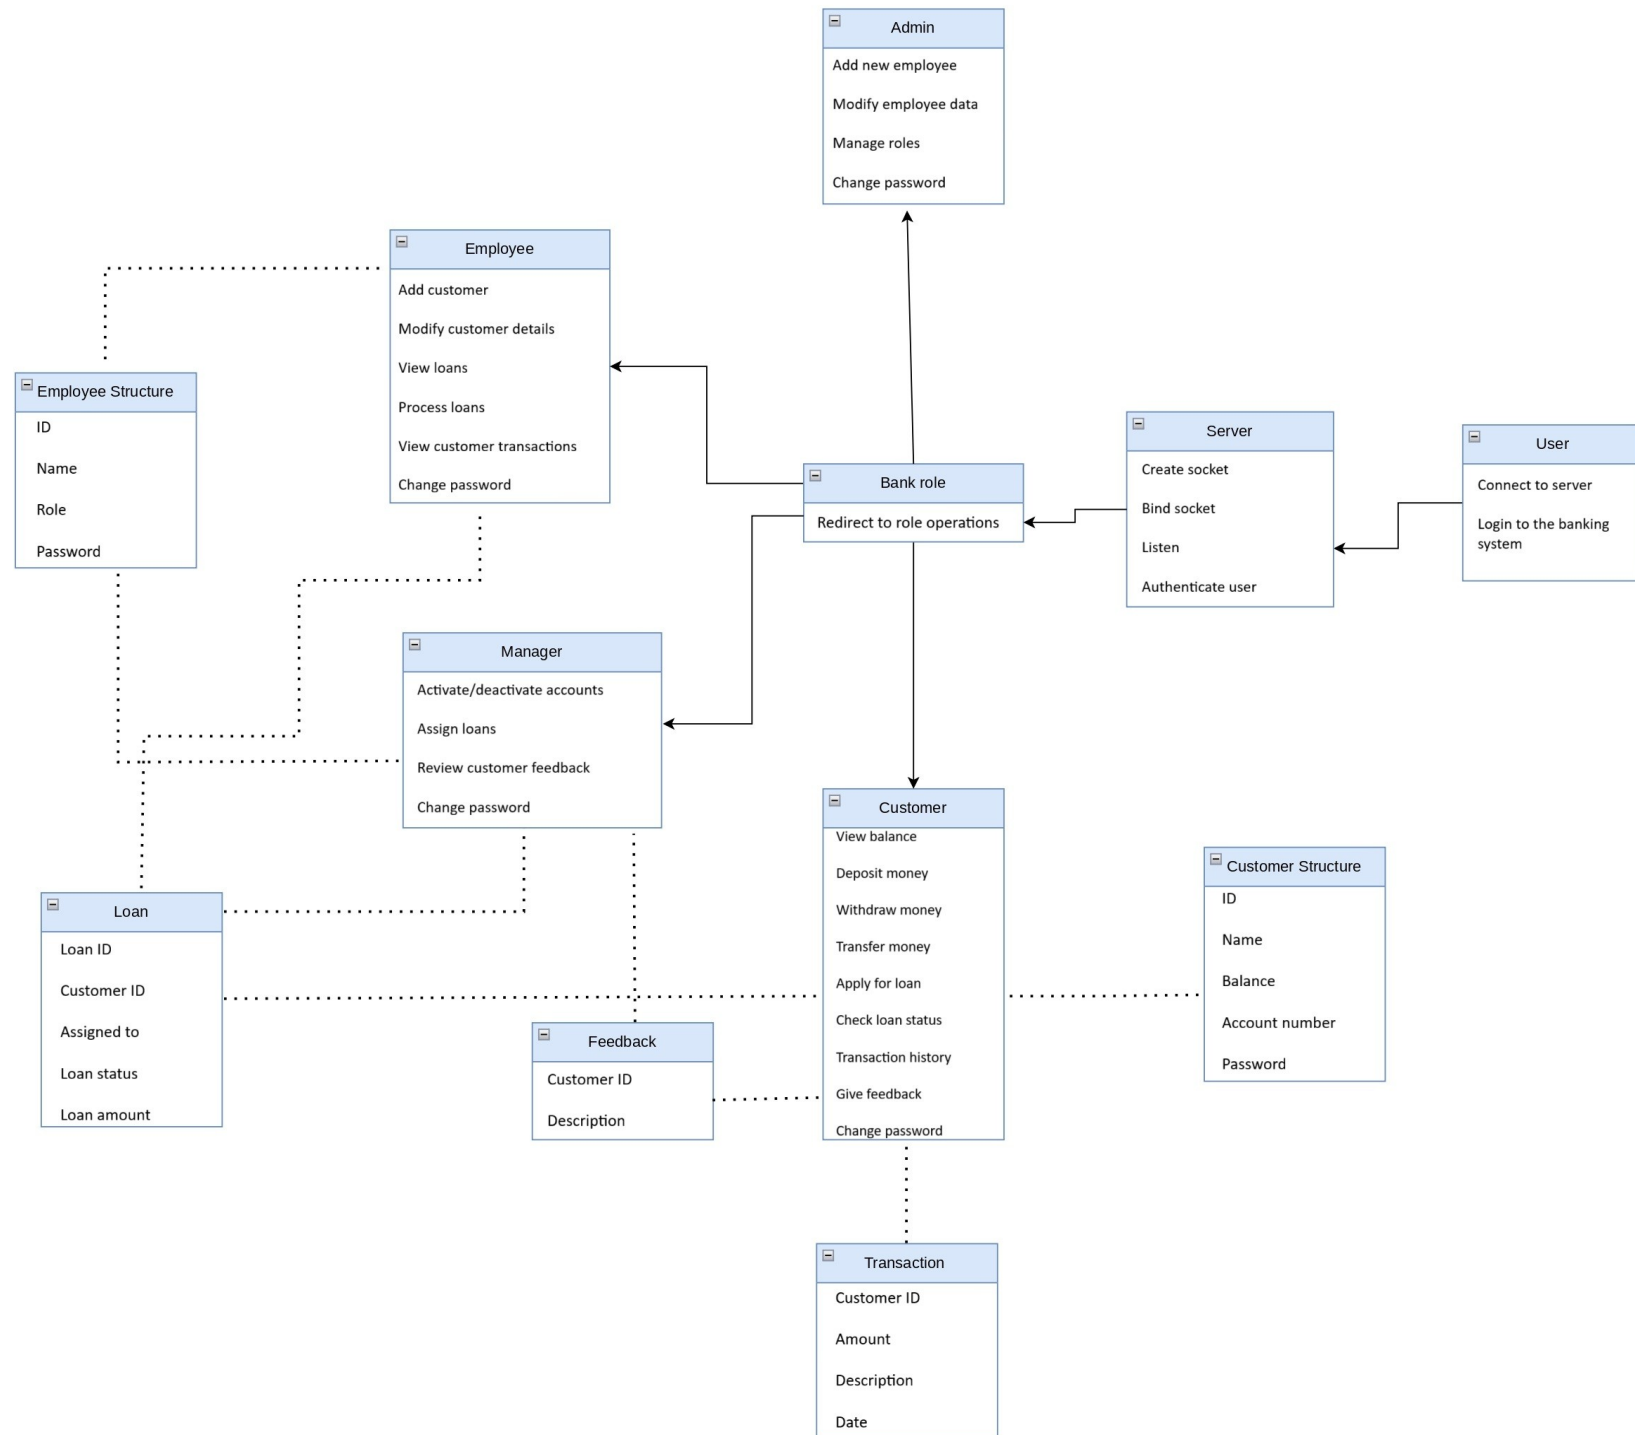 Admin
Add new employee
Modify employee data
Manage roles
Change password
Employee
Add customer
Modify customer details
View loans
Process loans
View customer transactions
Change password
Employee Structure
ID
Name
Role
Password
Bank role
Redirect to role operations
Server
Create socket
Bind socket
Listen
Authenticate user
User
Connect to server
Login to the banking
system
Manager
Activate/deactivate accounts
Assign loans
Review customer feedback
Change password
Customer
View balance
Deposit money
Withdraw money
Transfer money
Apply for loan
Check loan status
Transaction history
Give feedback
Change password
Customer Structure
ID
Name
Balance
Account number
Password
Loan
Loan ID
Customer ID
Assigned to
Loan status
Loan amount
Feedback
Customer ID
Description
Transaction
Customer ID
Amount
Description
Date